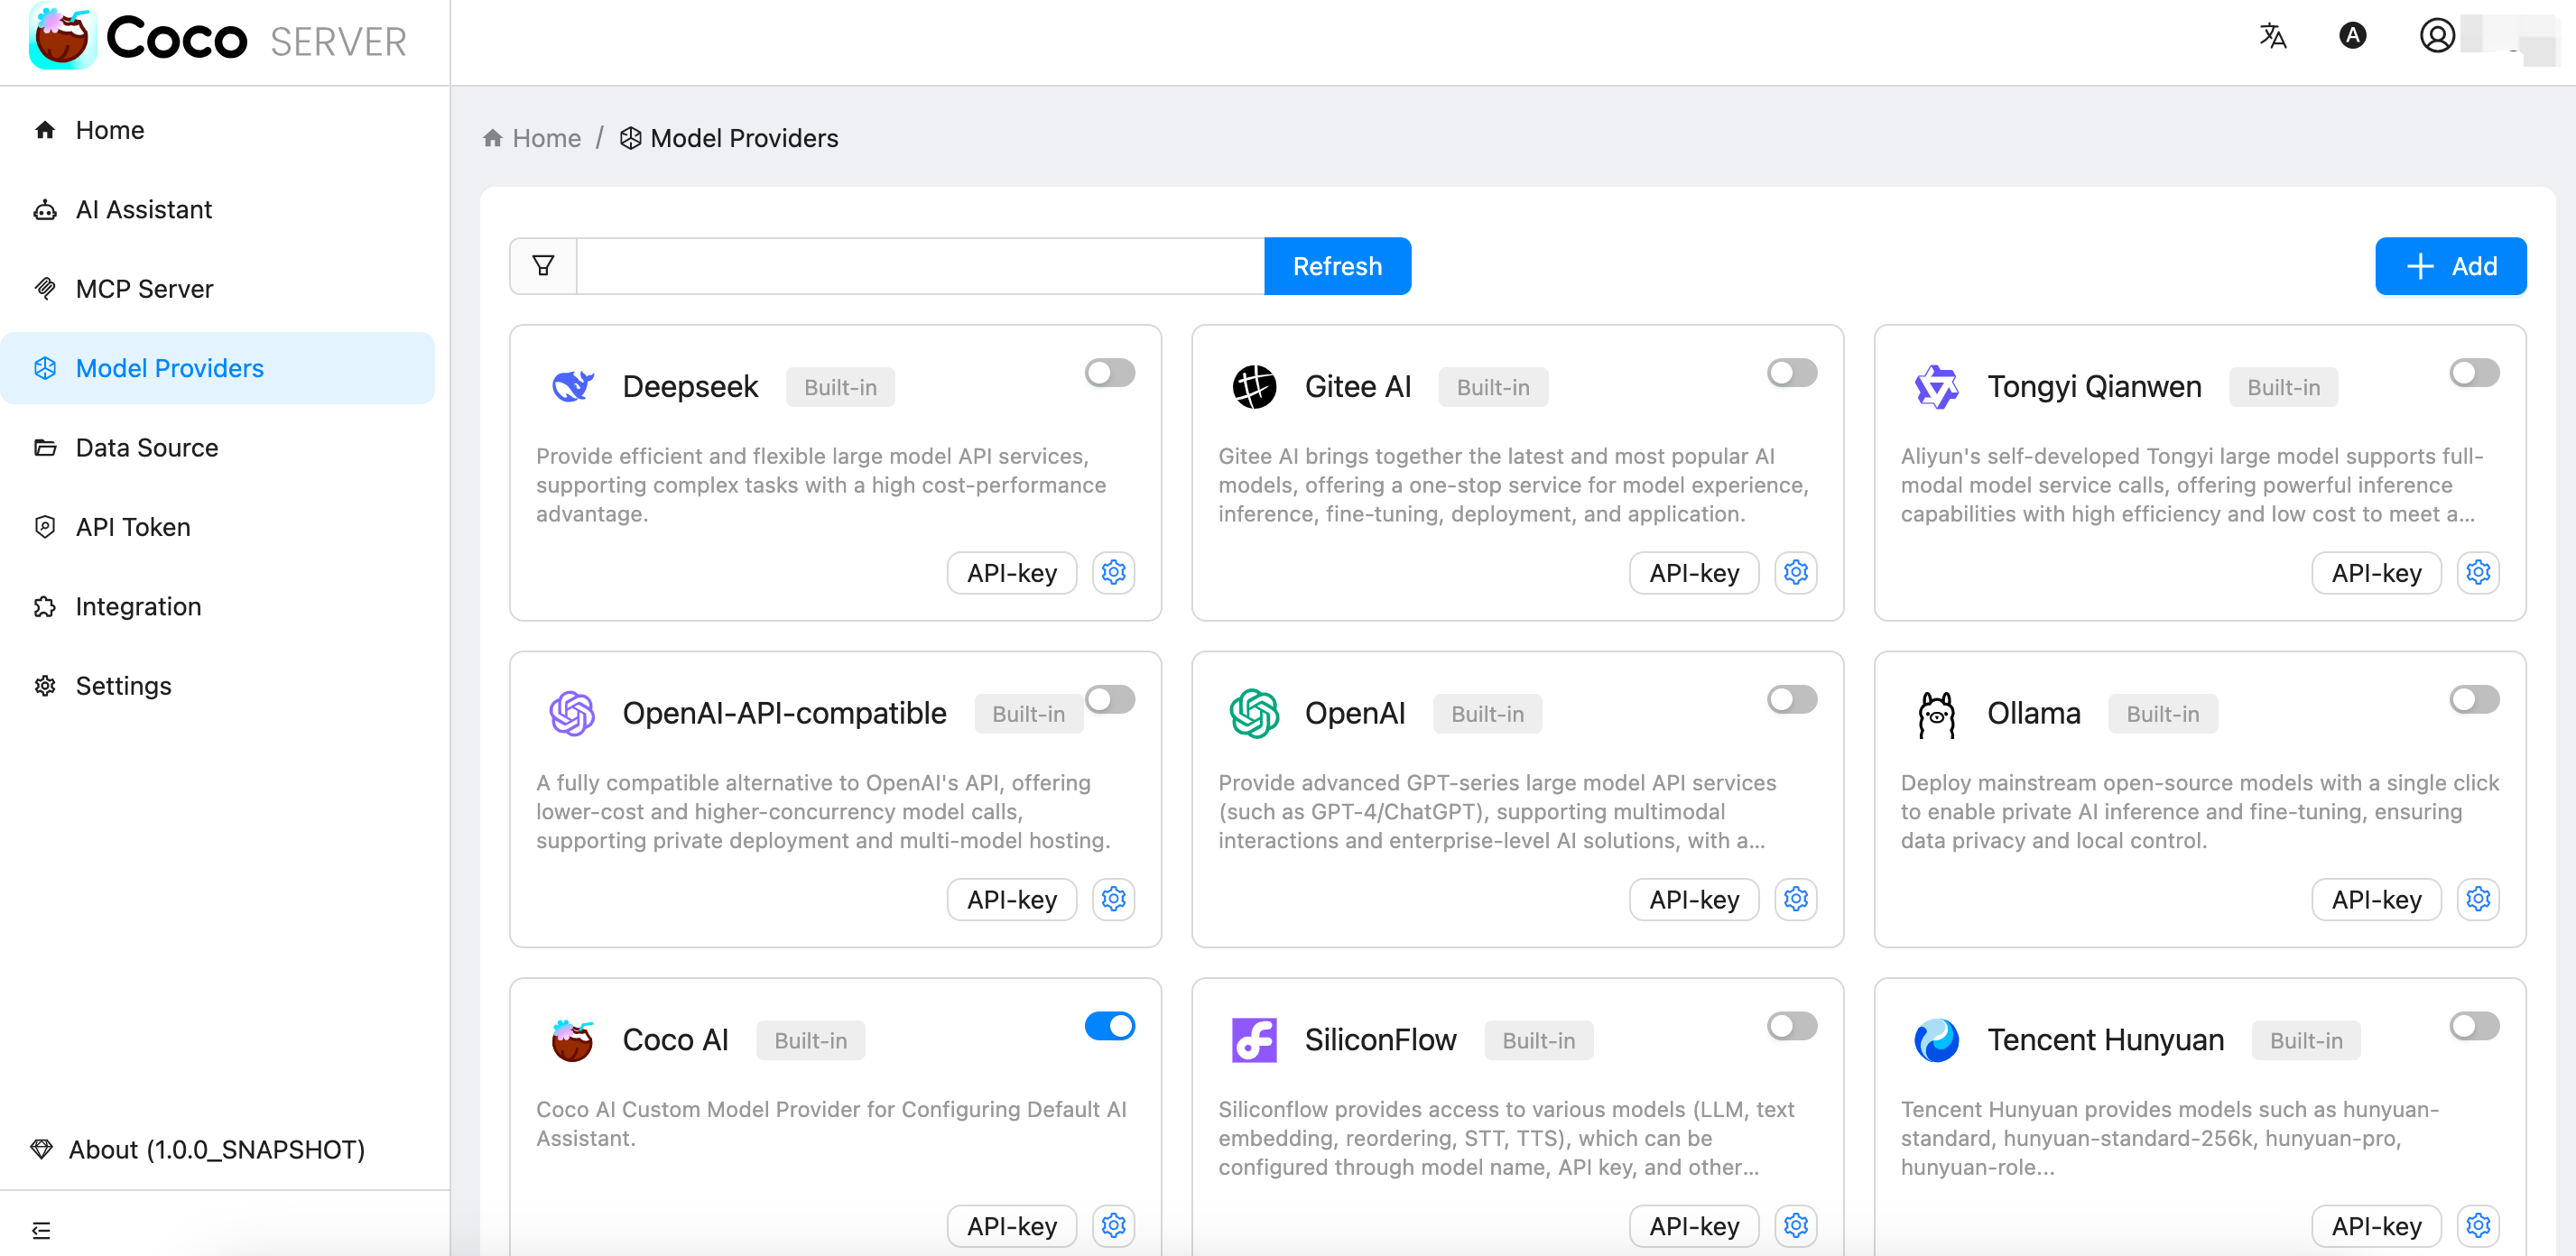 Coco SERVER
A
Home
AI Assistant
MCP Server
Model Providers
Data Source
API Token
Integration
Settings
About (1.0.0_SNAPSHOT)
Home / Model Providers
Refresh
Add
Deepseek Built-in
Provide efficient and flexible large model API services,
supporting complex tasks with a high cost-performance
advantage.
API-key
Gitee AI Built-in
Gitee AI brings together the latest and most popular AI
models, offering a one-stop service for model experience,
inference, fine-tuning, deployment, and application.
API-key
Tongyi Qianwen Built-in
Aliyun's self-developed Tongyi large model supports full-
modal model service calls, offering powerful inference
capabilities with high efficiency and low cost to meet a...
API-key
OpenAI-API-compatible Built-in
A fully compatible alternative to OpenAI's API, offering
lower-cost and higher-concurrency model calls,
supporting private deployment and multi-model hosting.
API-key
OpenAI Built-in
Provide advanced GPT-series large model API services
(such as GPT-4/ChatGPT), supporting multimodal
interactions and enterprise-level AI solutions, with a...
API-key
Ollama Built-in
Deploy mainstream open-source models with a single click
to enable private AI inference and fine-tuning, ensuring
data privacy and local control.
API-key
Coco AI Built-in
Coco AI Custom Model Provider for Configuring Default AI
Assistant.
API-key
SiliconFlow Built-in
Siliconflow provides access to various models (LLM, text
embedding, reordering, STT, TTS), which can be
configured through model name, API key, and other...
API-key
Tencent Hunyuan Built-in
Tencent Hunyuan provides models such as hunyuan-
standard, hunyuan-standard-256k, hunyuan-pro,
hunyuan-role...
API-key